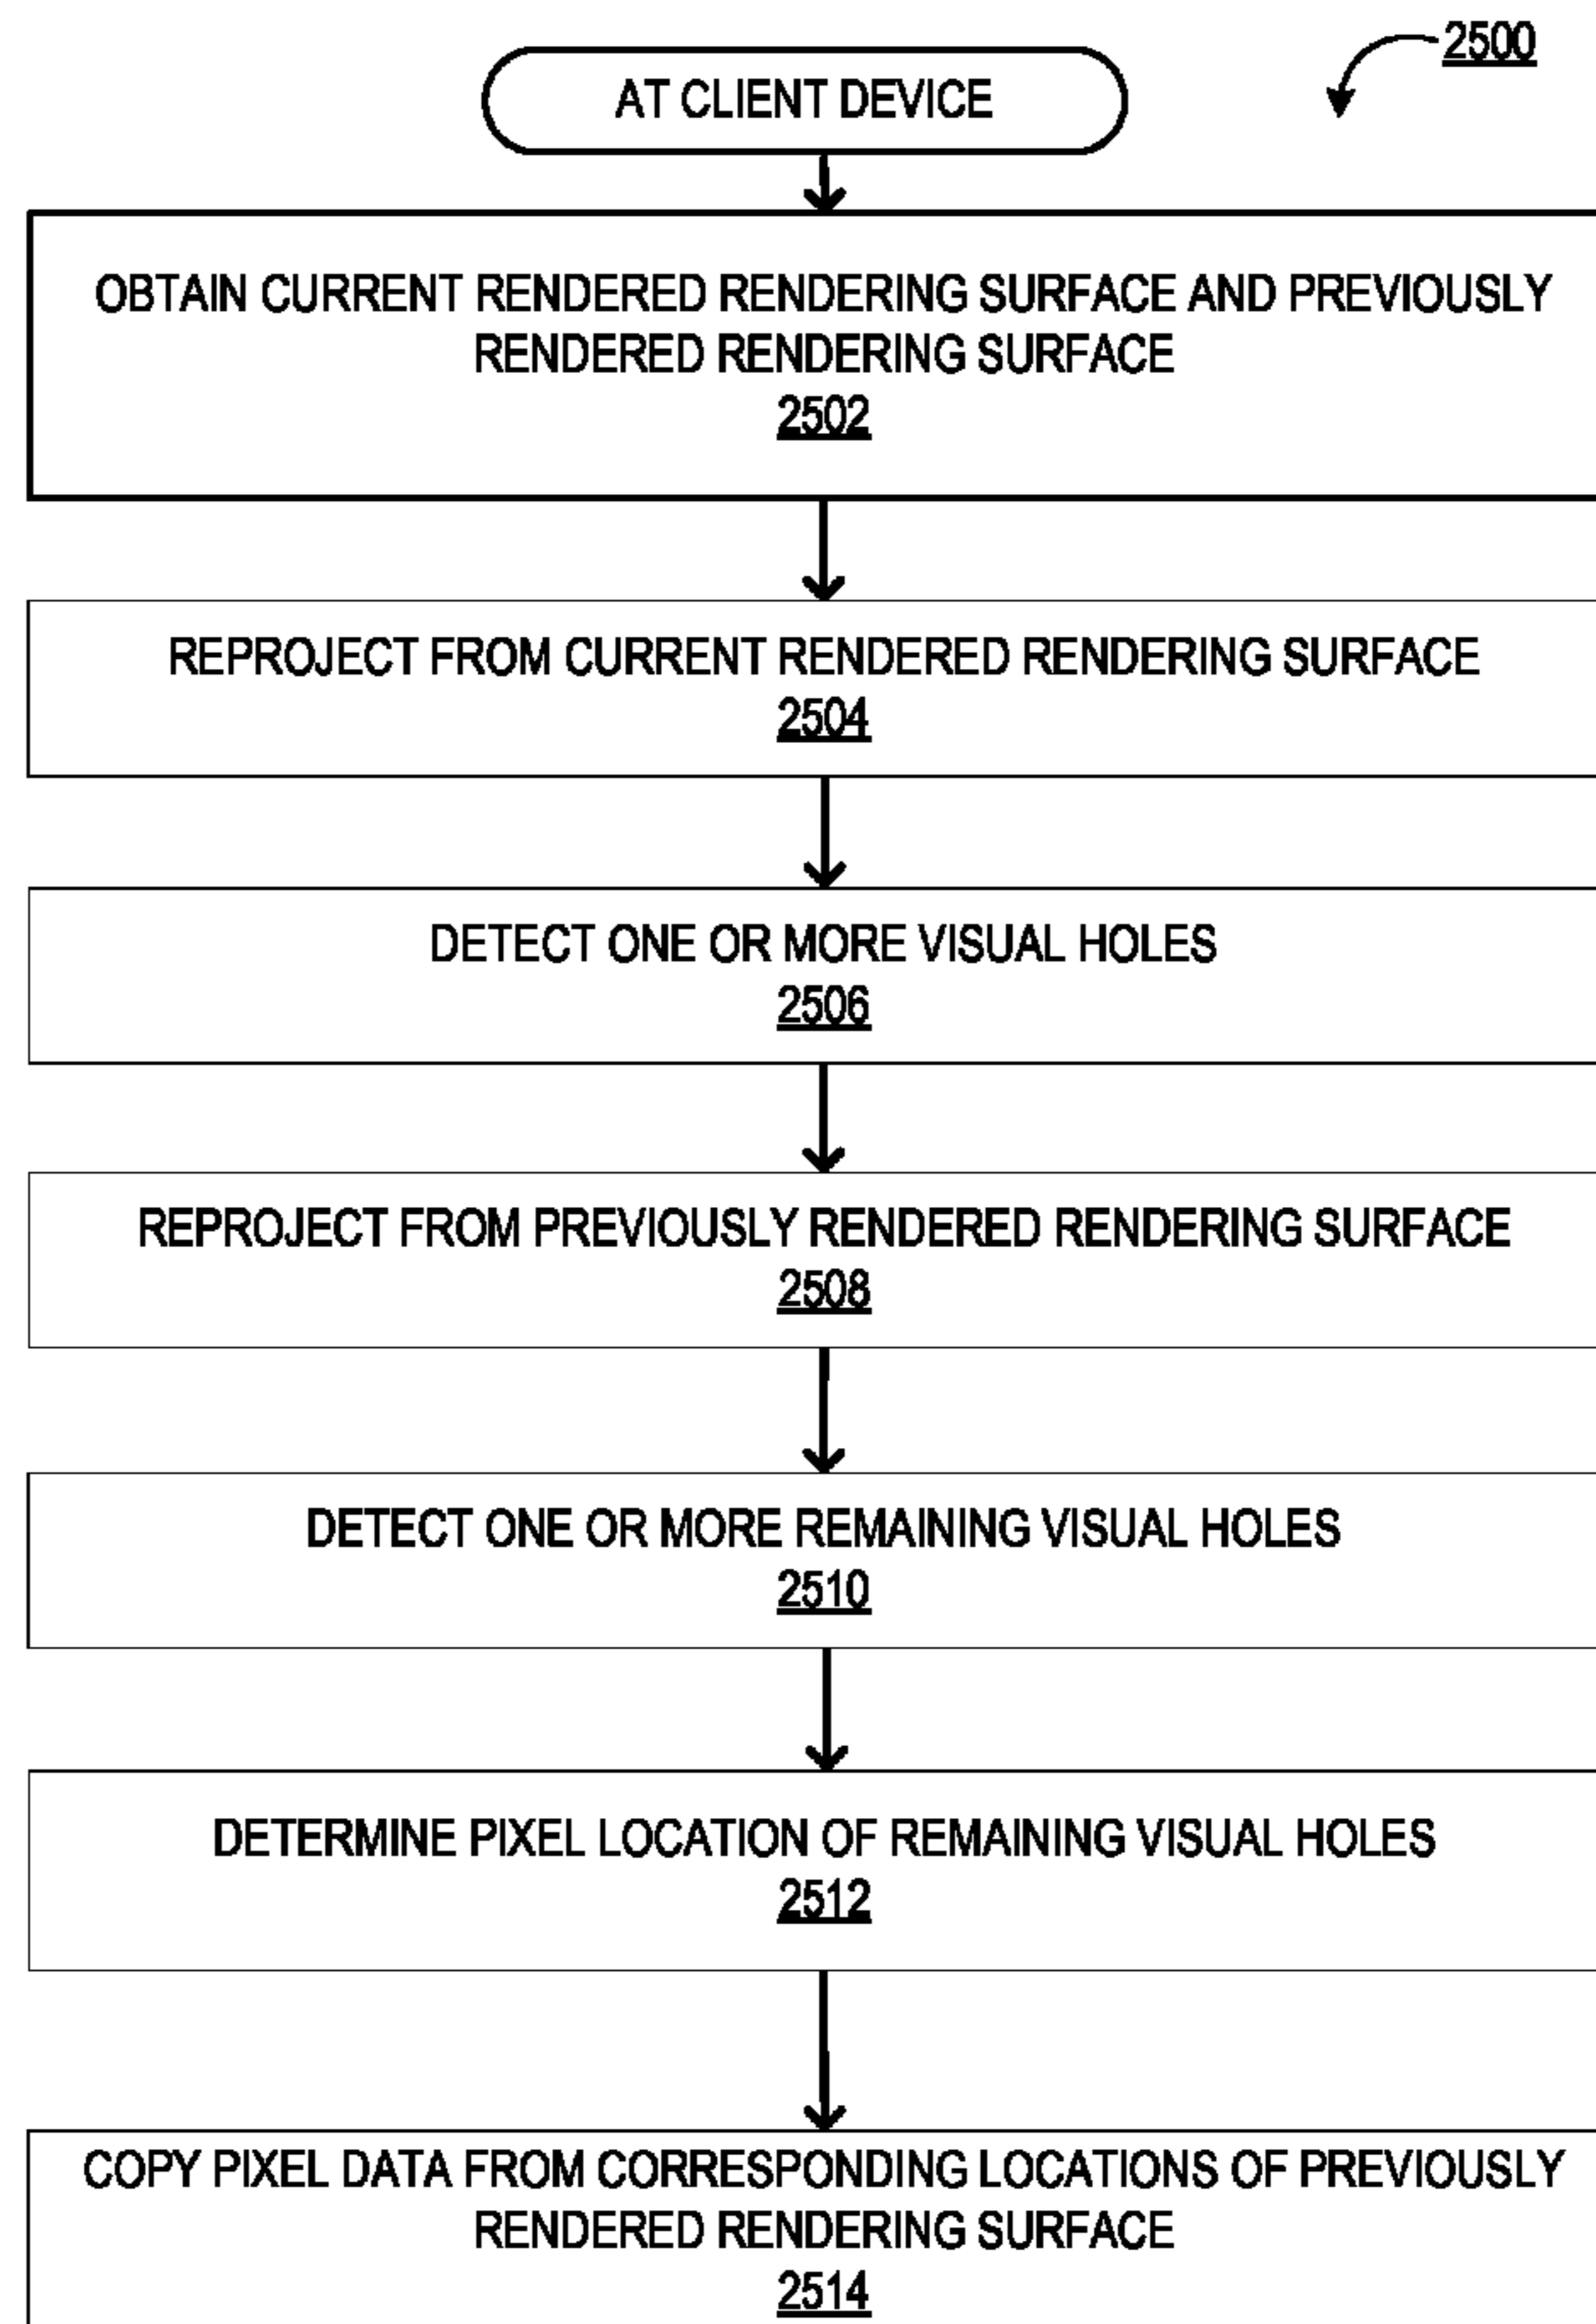 2500
AT CLIENT DEVICE
OBTAIN CURRENT RENDERED RENDERING SURFACE AND PREVIOUSLY
RENDERED RENDERING SURFACE
2502
REPROJECT FROM CURRENT RENDERED RENDERING SURFACE
2504
DETECT ONE OR MORE VISUAL HOLES
2506
REPROJECT FROM PREVIOUSLY RENDERED RENDERING SURFACE
2508
DETECT ONE OR MORE REMAINING VISUAL HOLES
2510
DETERMINE PIXEL LOCATION OF REMAINING VISUAL HOLES
2512
COPY PIXEL DATA FROM CORRESPONDING LOCATIONS OF PREVIOUSLY
RENDERED RENDERING SURFACE
2514